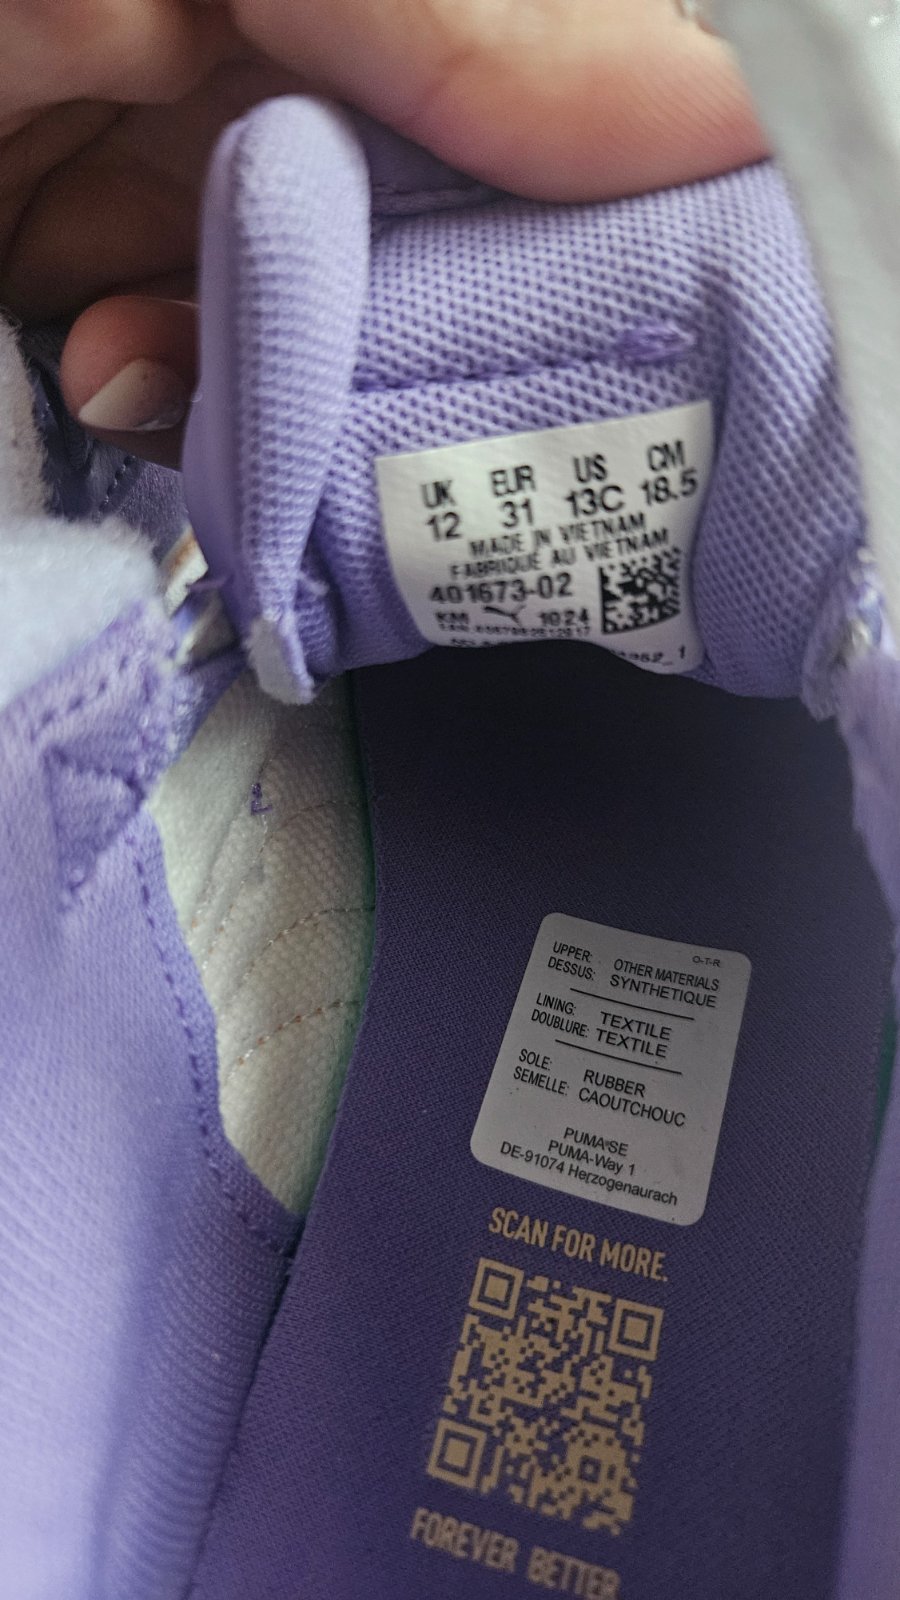 UK EUR US CM
12 31 13C 18.5
MADE IN VIETNAM
FABRIQUÉ AU VIETNAM
401673-02
KM 1024
O-T-R
UPPER: OTHER MATERIALS
DESSUS: SYNTHETIQUE
LINING: TEXTILE
DOUBLURE: TEXTILE
SOLE: RUBBER
SEMELLE: CAOUTCHOUC
PUMA SE
PUMA-Way 1
DE-91074 Herzogenaurach
SCAN FOR MORE.
FOREVER BETTER